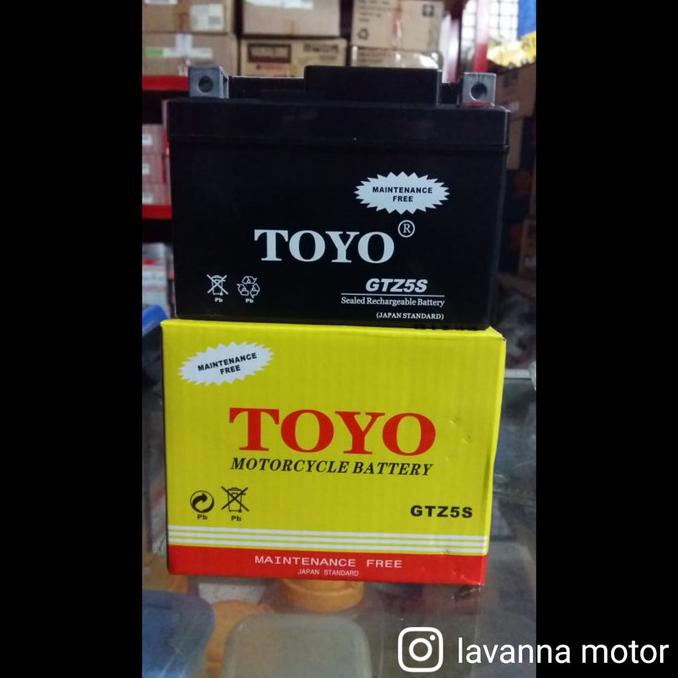 MAINTENANCE
FREE
TOYO®
GTZ5S
Sealed Rechargeable Battery
(JAPAN STANDARD)
Pb
Pb
MAINTENANCE
FREE
TOYO
MOTORCYCLE BATTERY
Pb
Pb
GTZ5S
MAINTENANCE FREE
JAPAN STANDARD
lavanna motor